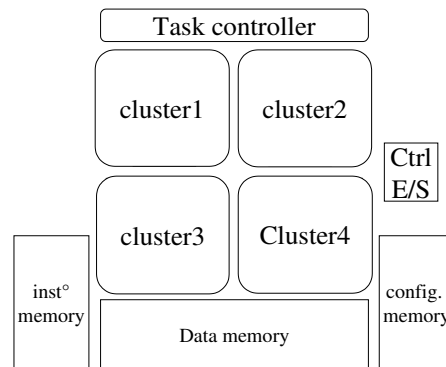 Task controller
cluster1
cluster2
Ctrl
E/S
cluster3
Cluster4
inst°
memory
Data memory
config.
memory